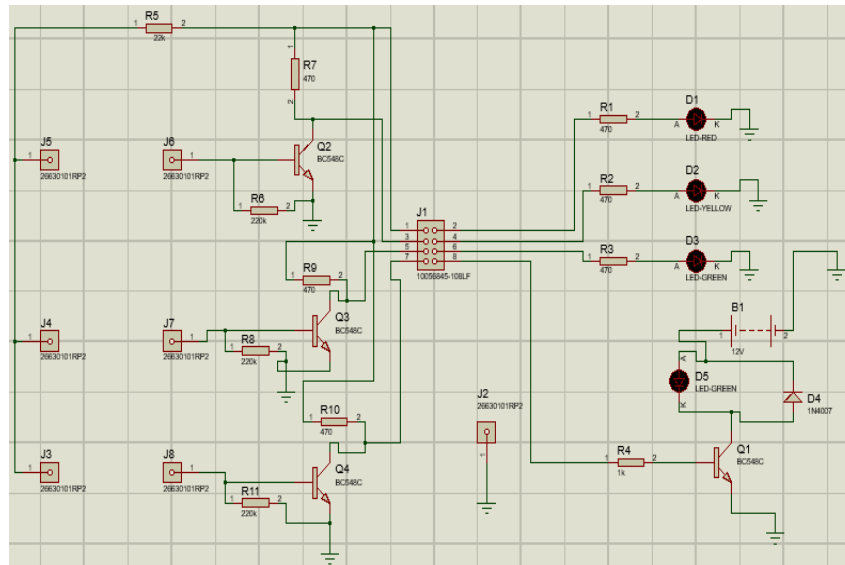 R5
1 2
22k
1
R7
470
2
R1
1 2
470
D1
A K
LED-RED
J5
1
26630101RP2
J6
1
26630101RP2
Q2
BC548C
R6
1 2
220k
R2
1 2
470
D2
A K
LED-YELLOW
J1
1 2
3 4
5 6
7 8
10056845-108LF
R3
1 2
470
D3
A K
LED-GREEN
R9
1 2
470
J4
1
26630101RP2
J7
1
26630101RP2
Q3
BC548C
R8
1 2
220k
B1
1 2
12V
A
D5
LED-GREEN
K
D4
1N4007
R10
1 2
470
J2
26630101RP2
1
J3
1
26630101RP2
J8
1
26630101RP2
Q4
BC548C
R11
1 2
220k
R4
1 2
1k
Q1
BC548C